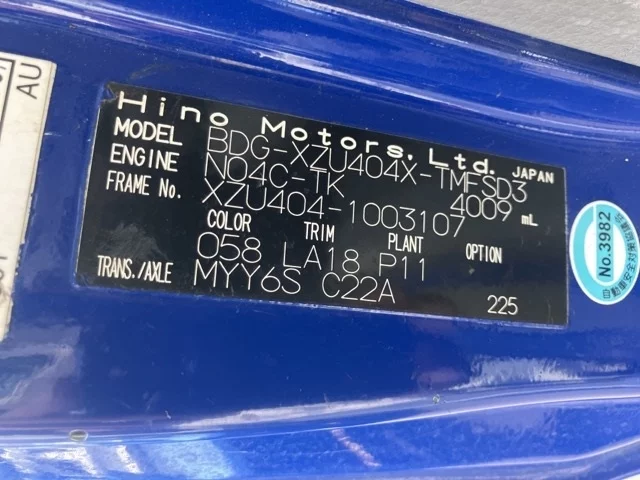 AU
Hino Motors, Ltd. JAPAN
MODEL BDG-XZU404X-TMFSD3
ENGINE N04C-TK 4009 mL
FRAME No. XZU404-1003107
COLOR TRIM PLANT OPTION
058 LA18 P11
TRANS./AXLE MYY6S C22A 225
No.3982